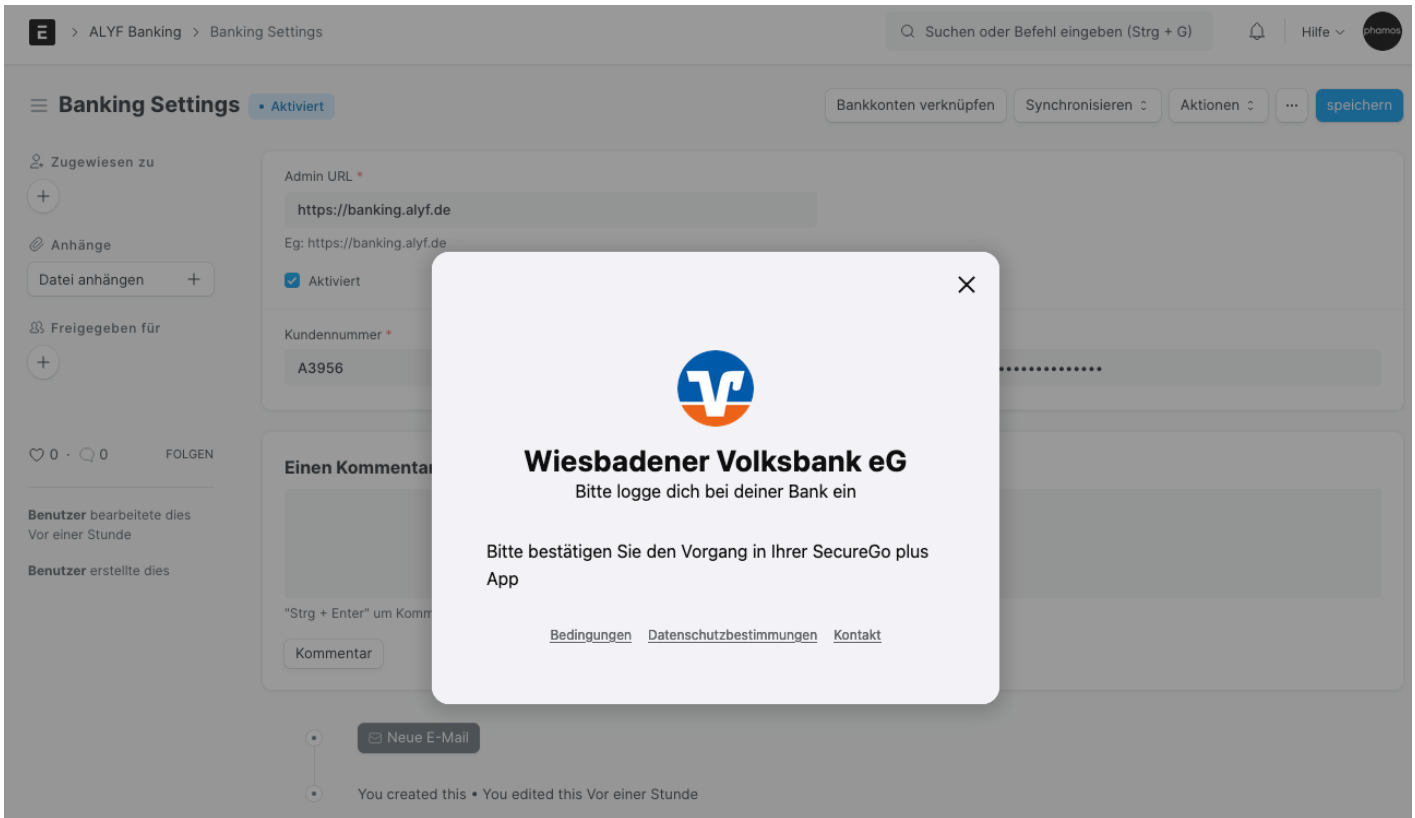 E > ALYF Banking > Banking Settings
Suchen oder Befehl eingeben (Strg + G)
Hilfe
phamos
Banking Settings
• Aktiviert
Bankkonten verknüpfen
Synchronisieren
Aktionen
...
speichern
Zugewiesen zu
+
Anhänge
Datei anhängen +
Freigegeben für
+
0 · 0 FOLGEN
Benutzer bearbeitete dies
Vor einer Stunde
Benutzer erstellte dies
Admin URL *
https://banking.alyf.de
Eg: https://banking.alyf.de
Aktiviert
Kundennummer *
A3956
•••••••••••••••
Einen Kommentar
"Strg + Enter" um Komm
Kommentar
Wiesbadener Volksbank eG
Bitte logge dich bei deiner Bank ein
Bitte bestätigen Sie den Vorgang in Ihrer SecureGo plus
App
Bedingungen Datenschutzbestimmungen Kontakt
Neue E-Mail
You created this • You edited this Vor einer Stunde